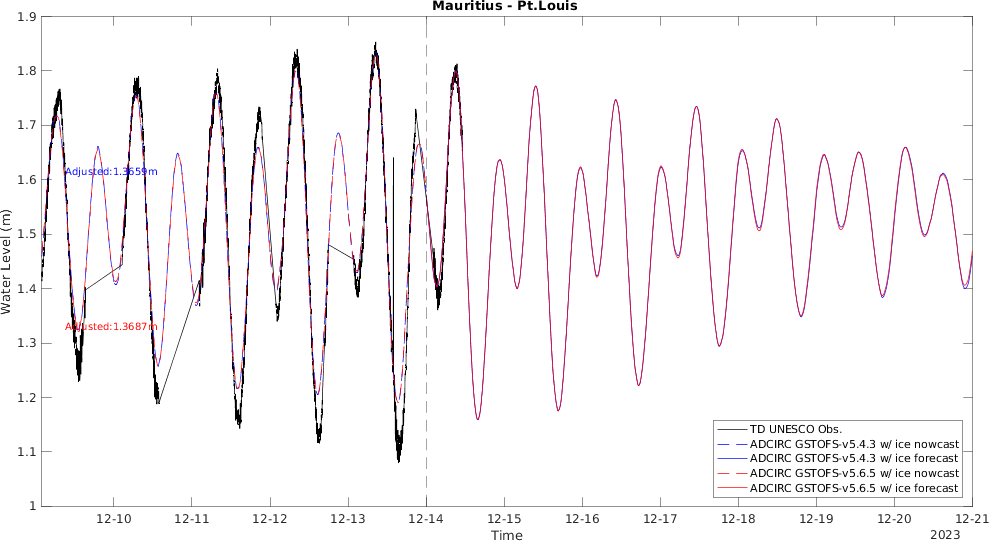 Mauritius - Pt.Louis
1.9
1.8
1.7
1.6
1.5
1.4
1.3
1.2
1.1
1
Water Level (m)
Adjusted:1.3659m
Adjusted:1.3687m
TD UNESCO Obs.
ADCIRC GSTOFS-v5.4.3 w/ ice nowcast
ADCIRC GSTOFS-v5.4.3 w/ ice forecast
ADCIRC GSTOFS-v5.6.5 w/ ice nowcast
ADCIRC GSTOFS-v5.6.5 w/ ice forecast
12-10 12-11 12-12 12-13 12-14 12-15 12-16 12-17 12-18 12-19 12-20 12-21
Time
2023